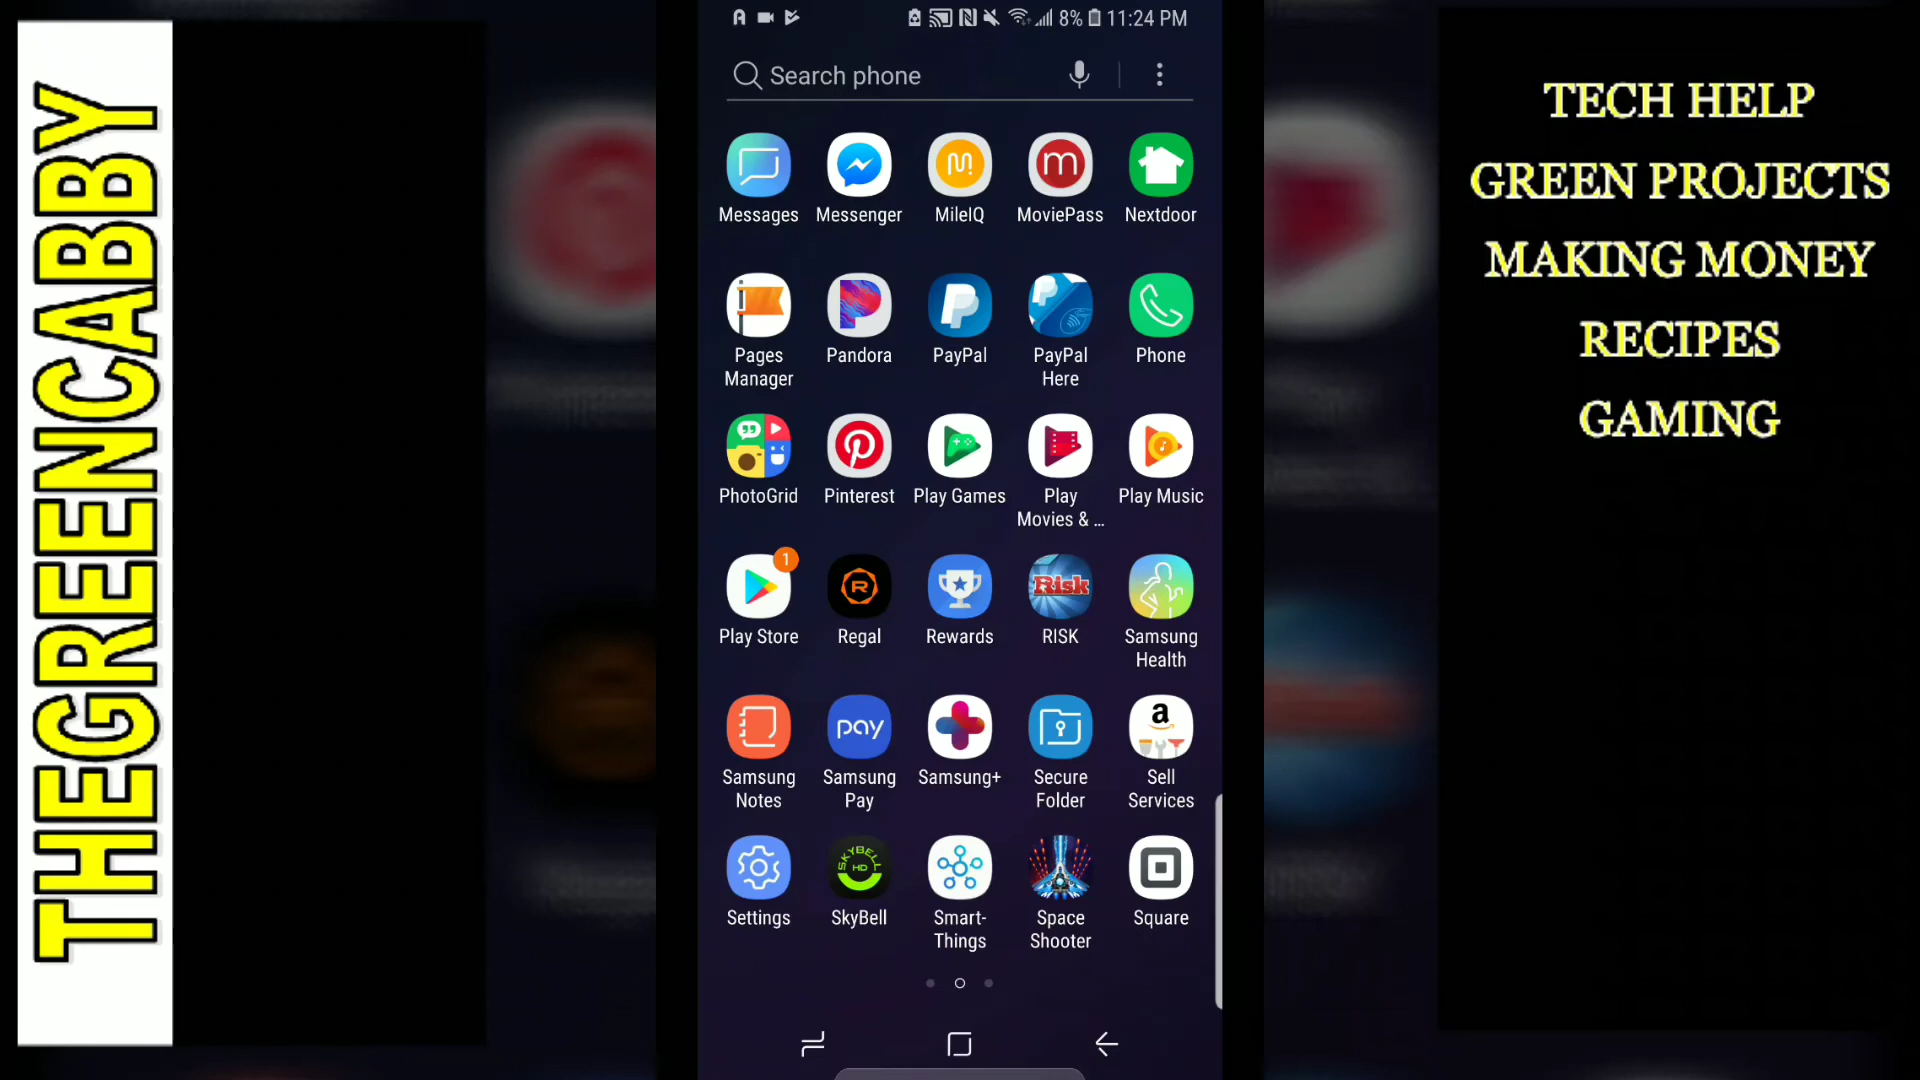 THEGREENCABBY
8% 11:24 PM
Search phone
Messages Messenger MileIQ MoviePass Nextdoor
Pages Pandora PayPal PayPal Phone
Manager Here
PhotoGrid Pinterest Play Games Play Play Music
Movies & ...
1
Risk
Play Store Regal Rewards RISK Samsung
Health
pay
Samsung Samsung Samsung+ Secure Sell
Notes Pay Folder Services
SKYBELL
HD
Settings SkyBell Smart- Space Square
Things Shooter
TECH HELP
GREEN PROJECTS
MAKING MONEY
RECIPES
GAMING